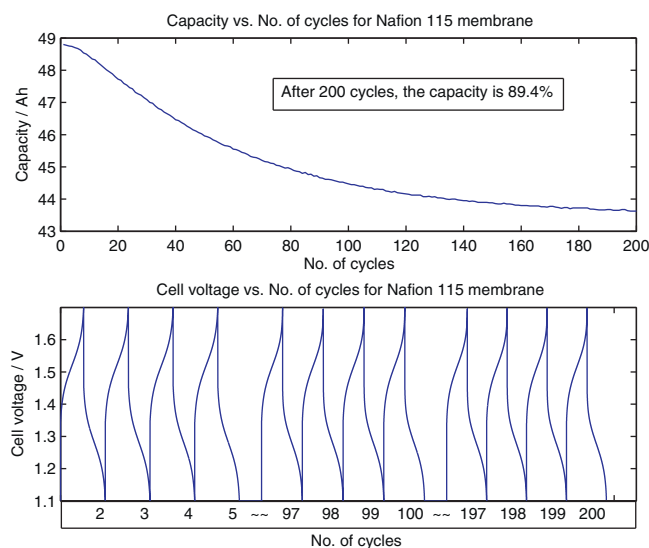 Capacity vs. No. of cycles for Nafion 115 membrane
49
48
47
46
45
44
43
Capacity / Ah
After 200 cycles, the capacity is 89.4%
0 20 40 60 80 100 120 140 160 180 200
No. of cycles
Cell voltage vs. No. of cycles for Nafion 115 membrane
1.6
1.5
1.4
1.3
1.2
1.1
Cell voltage / V
2 3 4 5 ~~ 97 98 99 100 ~~ 197 198 199 200
No. of cycles